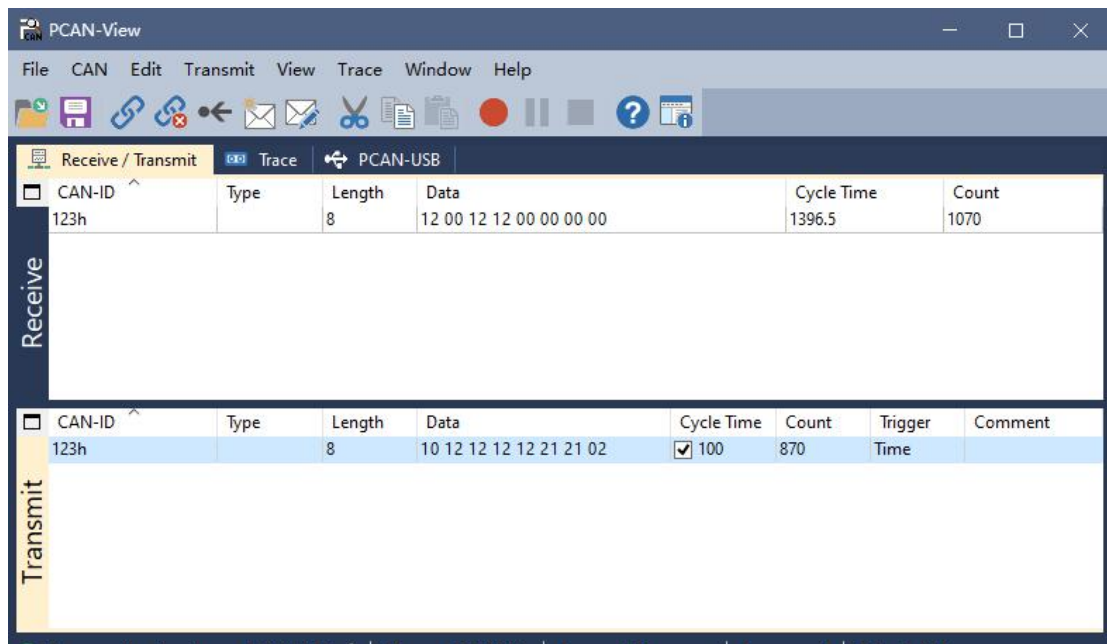 PCAN-View
File CAN Edit Transmit View Trace Window Help
Receive / Transmit Trace PCAN-USB
CAN-ID Type Length Data Cycle Time Count
123h 8 12 00 12 12 00 00 00 00 1396.5 1070
Receive
CAN-ID Type Length Data Cycle Time Count Trigger Comment
123h 8 10 12 12 12 12 21 21 02 100 870 Time
Transmit